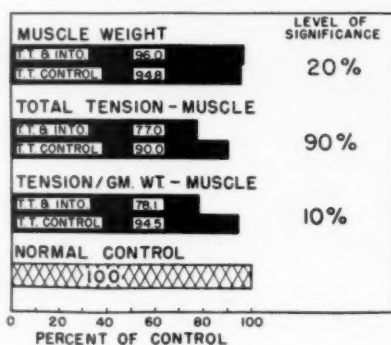 LEVEL OF
SIGNIFICANCE
MUSCLE WEIGHT
T.T. & INTO. 96.0
T.T. CONTROL 94.8
20%
TOTAL TENSION-MUSCLE
T.T. & INTO. 77.0
T.T. CONTROL 90.0
90%
TENSION/GM. WT.-MUSCLE
T.T. & INTO. 78.1
T.T. CONTROL 94.5
10%
NORMAL CONTROL
100
0 20 40 60 80 100
PERCENT OF CONTROL